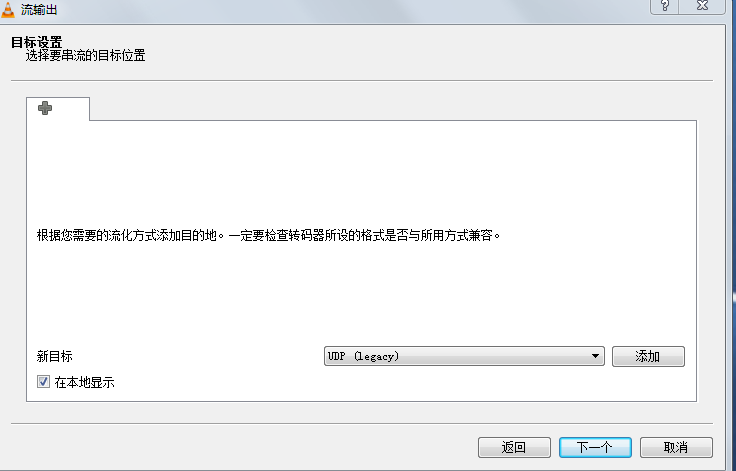 流输出
目标设置
选择要串流的目标位置
根据您需要的流化方式添加目的地。一定要检查转码器所设的格式是否与所用方式兼容。
新目标 UDP (legacy) 添加
在本地显示
返回 下一个 取消